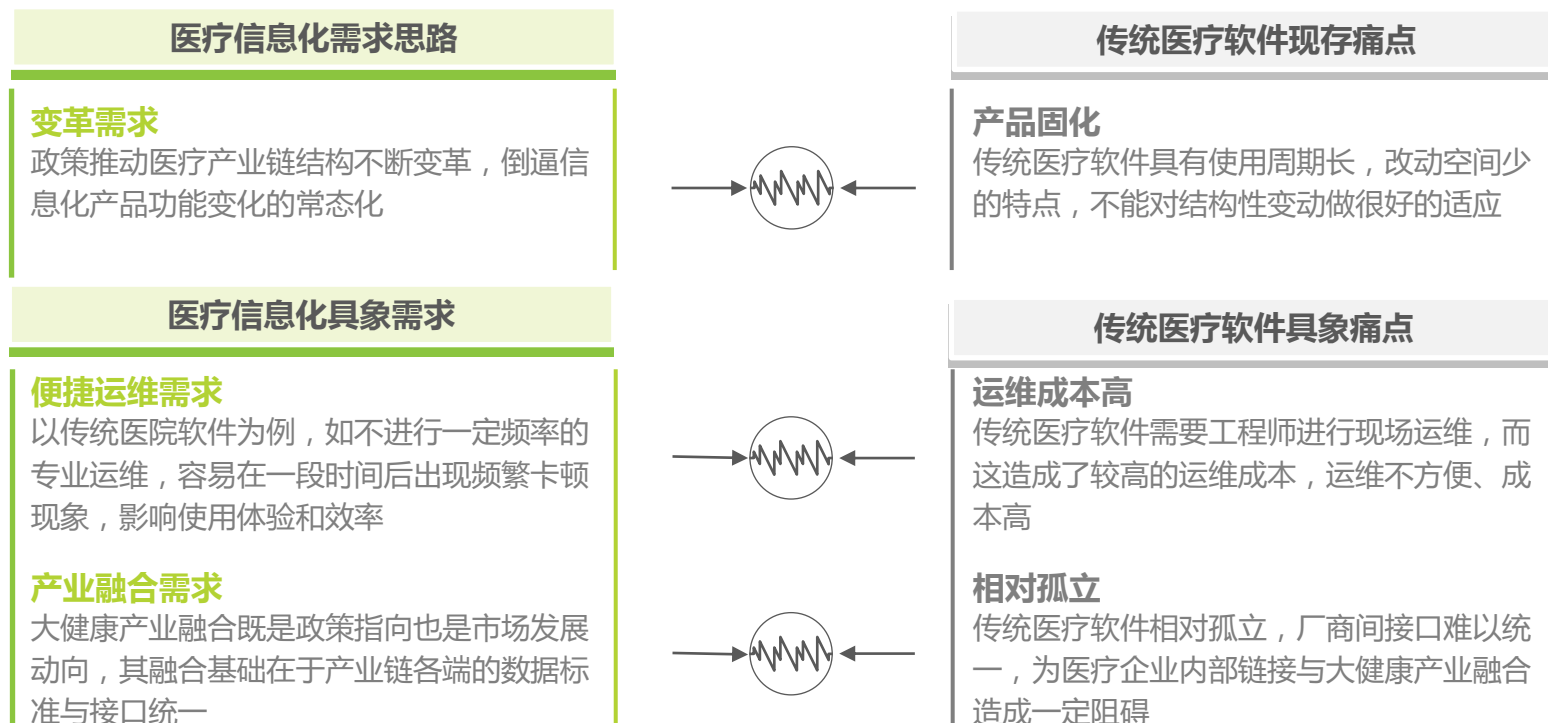 医疗信息化需求思路
变革需求
政策推动医疗产业链结构不断变革，倒逼信
息化产品功能变化的常态化
传统医疗软件现存痛点
产品固化
传统医疗软件具有使用周期长，改动空间少
的特点，不能对结构性变动做很好的适应
医疗信息化具象需求
便捷运维需求
以传统医院软件为例，如不进行一定频率的
专业运维，容易在一段时间后出现频繁卡顿
现象，影响使用体验和效率
产业融合需求
大健康产业融合既是政策指向也是市场发展
动向，其融合基础在于产业链各端的数据标
准与接口统一
传统医疗软件具象痛点
运维成本高
传统医疗软件需要工程师进行现场运维，而
这造成了较高的运维成本，运维不方便、成
本高
相对孤立
传统医疗软件相对孤立，厂商间接口难以统
一，为医疗企业内部链接与大健康产业融合
造成一定阻碍